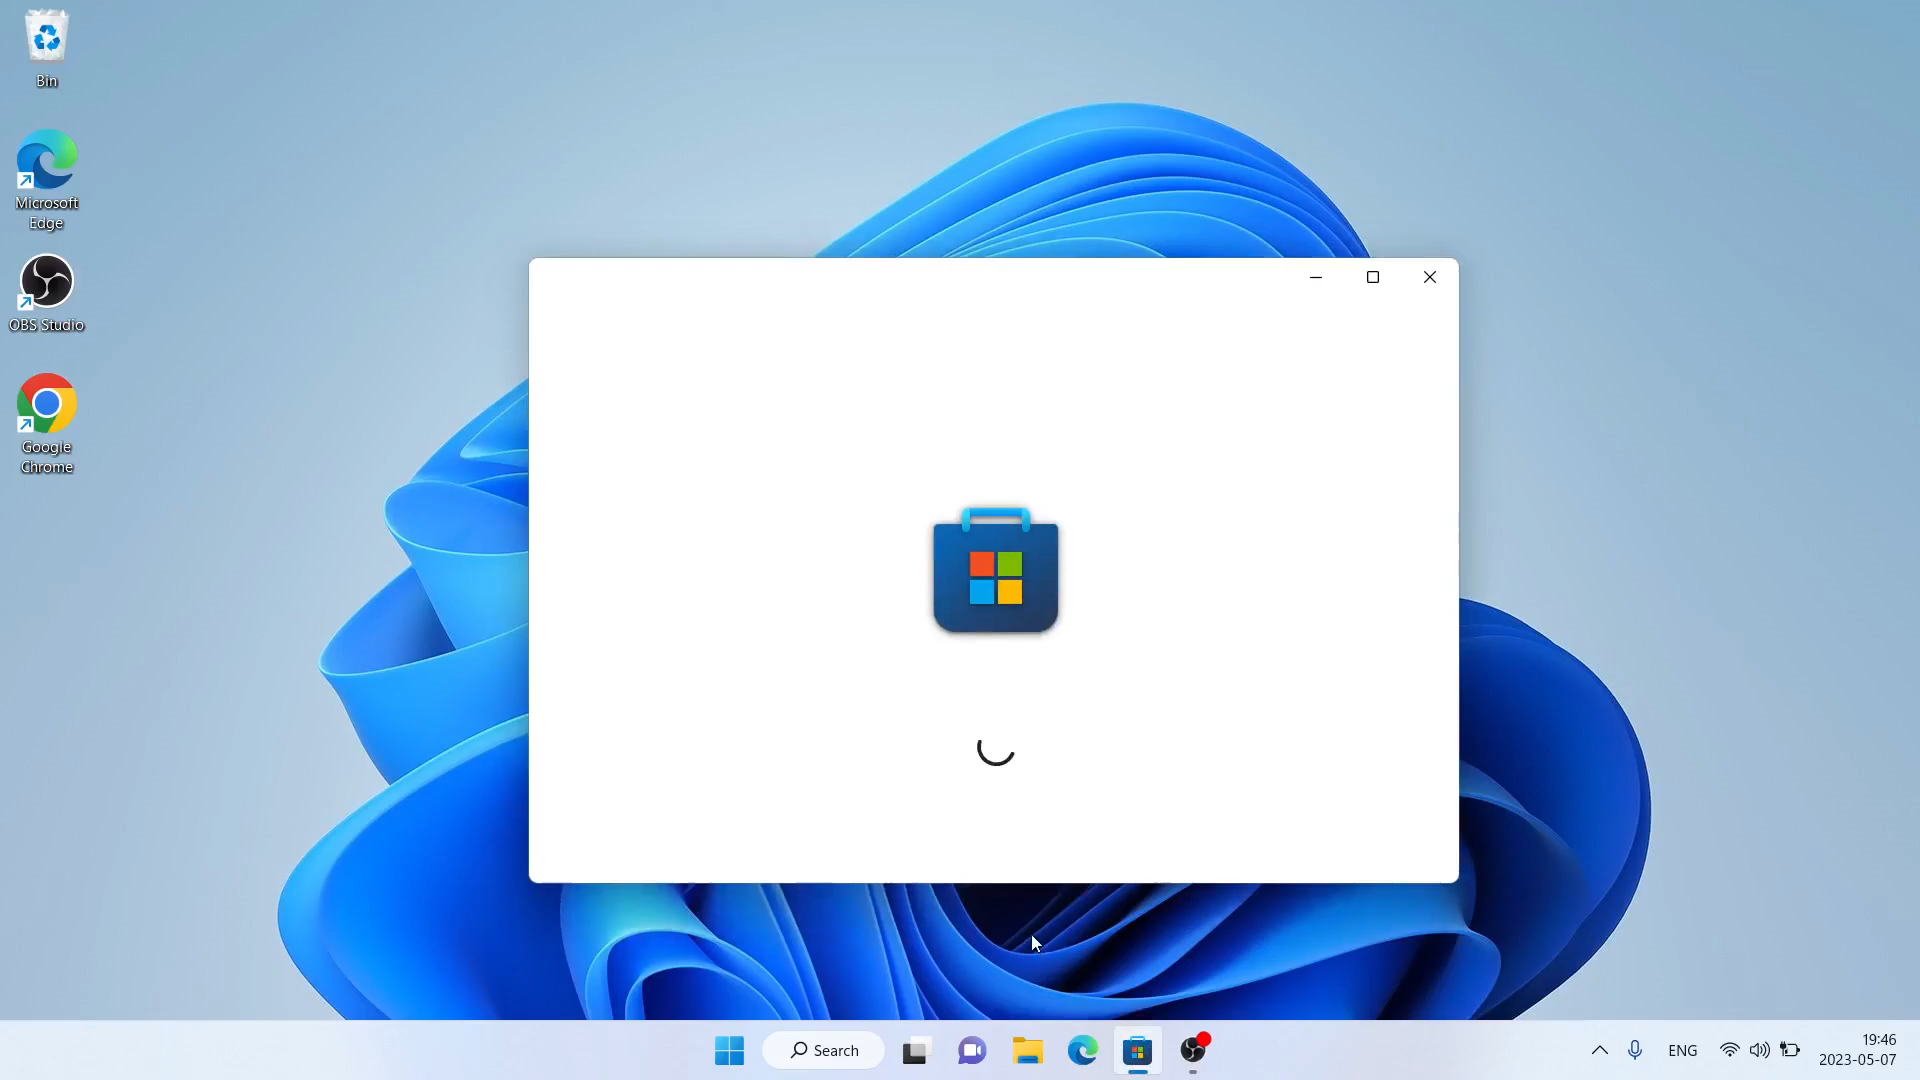 Bin
Microsoft
Edge
OBS Studio
Google
Chrome
Search
ENG
19:46
2023-05-07